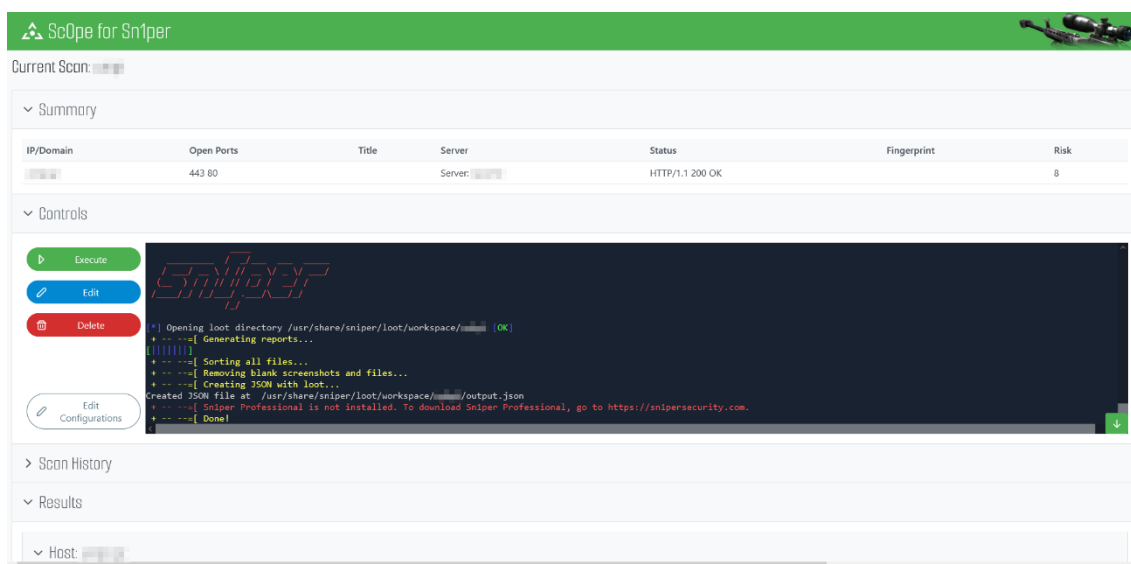 Sc0pe for Sn1per
Current Scan:
Summary
IP/Domain Open Ports Title Server Status Fingerprint Risk
443 80 Server: HTTP/1.1 200 OK 8
Controls
Execute
Edit
Delete
Edit Configurations
[*] Opening loot directory /usr/share/sniper/loot/workspace/ [OK]
+ -- --=[ Generating reports...
[|||||||]
+ -- --=[ Sorting all files...
+ -- --=[ Removing blank screenshots and files...
+ -- --=[ Creating JSON with loot...
Created JSON file at /usr/share/sniper/loot/workspace/ /output.json
+ -- --=[ Sn1per Professional is not installed. To download Sn1per Professional, go to https://sn1persecurity.com.
+ -- --=[ Done!
Scan History
Results
Host: